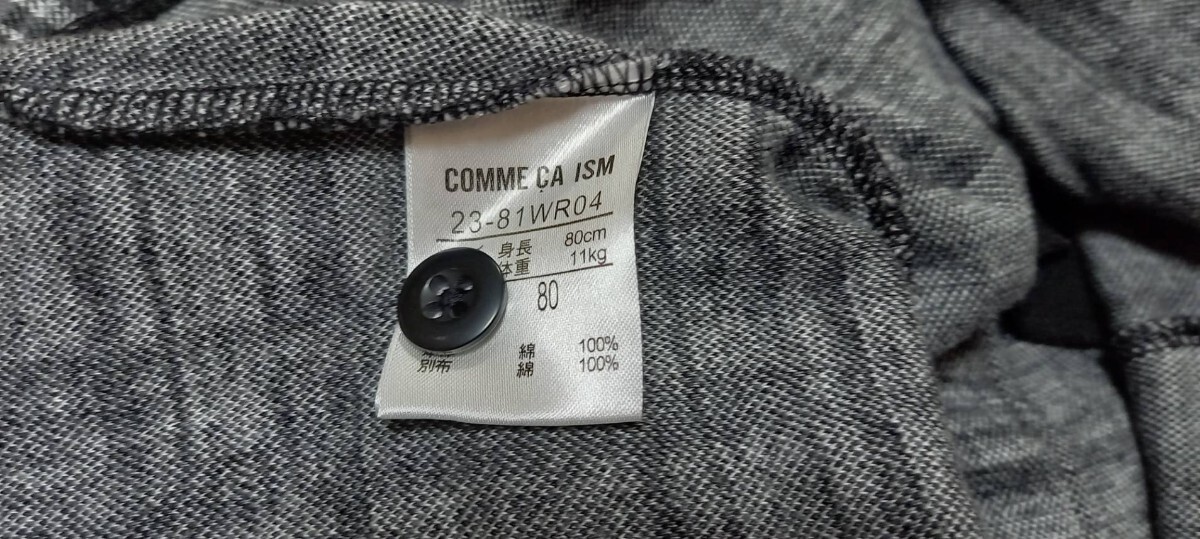 COMME ÇA ISM
23-81WR04
身長 80cm
体重 11kg
80
綿 100%
別布 綿 100%